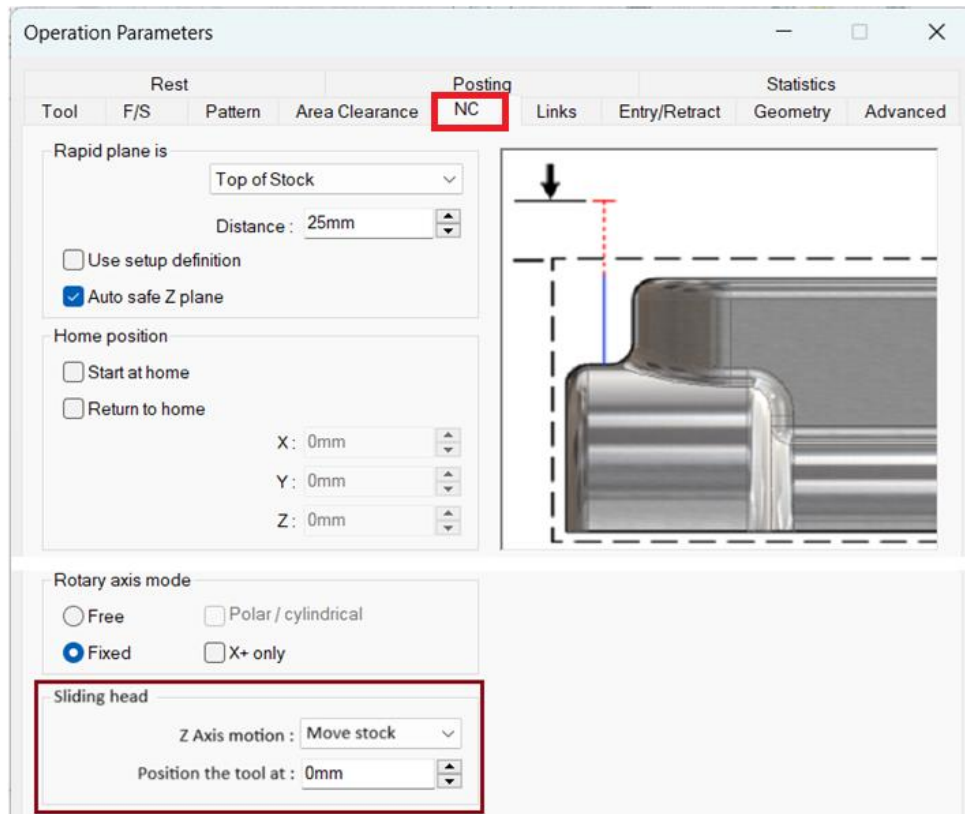 Operation Parameters
Rest Posting Statistics
Tool F/S Pattern Area Clearance NC Links Entry/Retract Geometry Advanced
Rapid plane is
Top of Stock
Distance : 25mm
Use setup definition
Auto safe Z plane
Home position
Start at home
Return to home
X : 0mm
Y : 0mm
Z : 0mm
Rotary axis mode
Free Polar / cylindrical
Fixed X+ only
Sliding head
Z Axis motion : Move stock
Position the tool at : 0mm